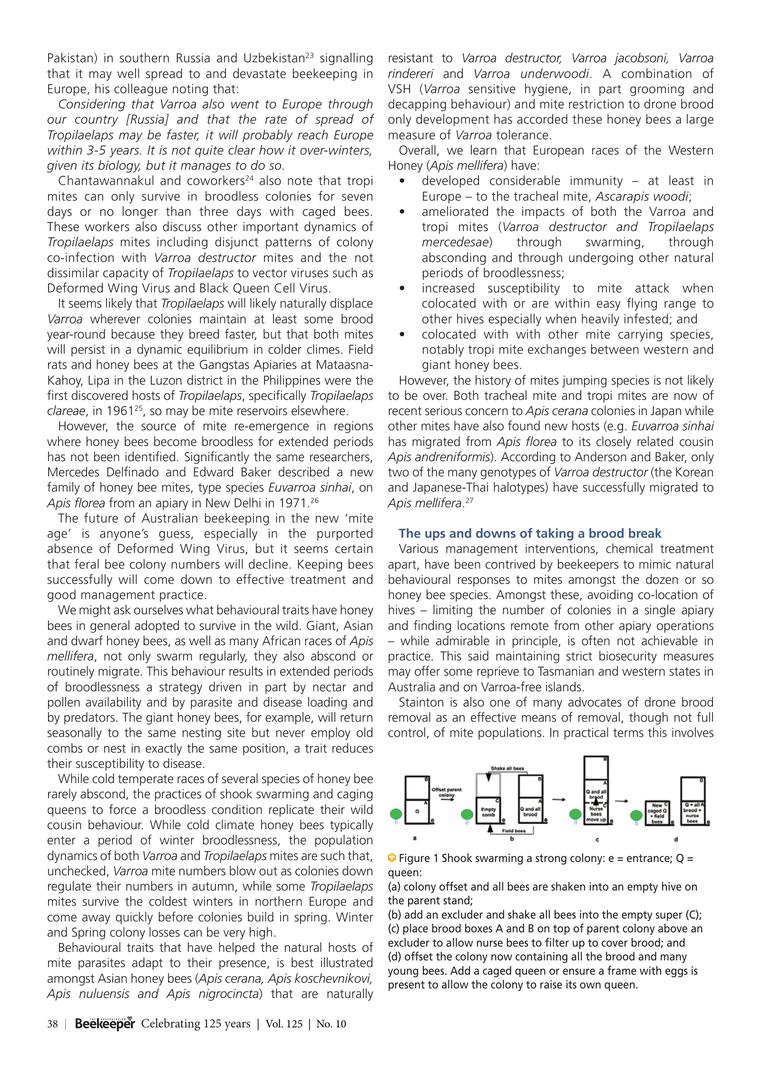 Pakistan) in southern Russia and Uzbekistan23 signalling
that it may well spread to and devastate beekeeping in
Europe, his colleague noting that:
Considering that Varroa also went to Europe through
our country [Russia] and that the rate of spread of
Tropilaelaps may be faster, it will probably reach Europe
within 3-5 years. It is not quite clear how it over-winters,
given its biology, but it manages to do so.
Chantawannakul and coworkers24 also note that tropi
mites can only survive in broodless colonies for seven
days or no longer than three days with caged bees.
These workers also discuss other important dynamics of
Tropilaelaps mites including disjunct patterns of colony
co-infection with Varroa destructor mites and the not
dissimilar capacity of Tropilaelaps to vector viruses such as
Deformed Wing Virus and Black Queen Cell Virus.
It seems likely that Tropilaelaps will likely naturally displace
Varroa wherever colonies maintain at least some brood
year-round because they breed faster, but that both mites
will persist in a dynamic equilibrium in colder climes. Field
rats and honey bees at the Gangstas Apiaries at Mataasna-
Kahoy, Lipa in the Luzon district in the Philippines were the
first discovered hosts of Tropilaelaps, specifically Tropilaelaps
clareae, in 196125, so may be mite reservoirs elsewhere.
However, the source of mite re-emergence in regions
where honey bees become broodless for extended periods
has not been identified. Significantly the same researchers,
Mercedes Delfinado and Edward Baker described a new
family of honey bee mites, type species Euvarroa sinhai, on
Apis florea from an apiary in New Delhi in 1971.26
The future of Australian beekeeping in the new 'mite
age' is anyone's guess, especially in the purported
absence of Deformed Wing Virus, but it seems certain
that feral bee colony numbers will decline. Keeping bees
successfully will come down to effective treatment and
good management practice.
We might ask ourselves what behavioural traits have honey
bees in general adopted to survive in the wild. Giant, Asian
and dwarf honey bees, as well as many African races of Apis
mellifera, not only swarm regularly, they also abscond or
routinely migrate. This behaviour results in extended periods
of broodlessness a strategy driven in part by nectar and
pollen availability and by parasite and disease loading and
by predators. The giant honey bees, for example, will return
seasonally to the same nesting site but never employ old
combs or nest in exactly the same position, a trait reduces
their susceptibility to disease.
While cold temperate races of several species of honey bee
rarely abscond, the practices of shook swarming and caging
queens to force a broodless condition replicate their wild
cousin behaviour. While cold climate honey bees typically
enter a period of winter broodlessness, the population
dynamics of both Varroa and Tropilaelaps mites are such that,
unchecked, Varroa mite numbers blow out as colonies down
regulate their numbers in autumn, while some Tropilaelaps
mites survive the coldest winters in northern Europe and
come away quickly before colonies build in spring. Winter
and Spring colony losses can be very high.
Behavioural traits that have helped the natural hosts of
mite parasites adapt to their presence, is best illustrated
amongst Asian honey bees (Apis cerana, Apis koschevnikovi,
Apis nuluensis and Apis nigrocincta) that are naturally
resistant to Varroa destructor, Varroa jacobsoni, Varroa
rindereri and Varroa underwoodi. A combination of
VSH (Varroa sensitive hygiene, in part grooming and
decapping behaviour) and mite restriction to drone brood
only development has accorded these honey bees a large
measure of Varroa tolerance.
Overall, we learn that European races of the Western
Honey (Apis mellifera) have:
• developed considerable immunity – at least in
Europe – to the tracheal mite, Ascarapis woodi;
• ameliorated the impacts of both the Varroa and
tropi mites (Varroa destructor and Tropilaelaps
mercedesae) through swarming, through
absconding and through undergoing other natural
periods of broodlessness;
• increased susceptibility to mite attack when
colocated with or are within easy flying range to
other hives especially when heavily infested; and
• colocated with with other mite carrying species,
notably tropi mite exchanges between western and
giant honey bees.
However, the history of mites jumping species is not likely
to be over. Both tracheal mite and tropi mites are now of
recent serious concern to Apis cerana colonies in Japan while
other mites have also found new hosts (e.g. Euvarroa sinhai
has migrated from Apis florea to its closely related cousin
Apis andreniformis). According to Anderson and Baker, only
two of the many genotypes of Varroa destructor (the Korean
and Japanese-Thai halotypes) have successfully migrated to
Apis mellifera.27
The ups and downs of taking a brood break
Various management interventions, chemical treatment
apart, have been contrived by beekeepers to mimic natural
behavioural responses to mites amongst the dozen or so
honey bee species. Amongst these, avoiding co-location of
hives – limiting the number of colonies in a single apiary
and finding locations remote from other apiary operations
– while admirable in principle, is often not achievable in
practice. This said maintaining strict biosecurity measures
may offer some reprieve to Tasmanian and western states in
Australia and on Varroa-free islands.
Stainton is also one of many advocates of drone brood
removal as an effective means of removal, though not full
control, of mite populations. In practical terms this involves
B
A
Q
e
a
Offset parent
colony
Shake all bees
C
Empty
comb
e
B
Q and all
brood
A
e
Field bees
b
B
Q and all
brood
A
Nurse
bees
move up
C
e
c
New
caged Q
+ field
bees
C
e
B
Q + all
brood +
nurse
bees
A
e
d
Figure 1 Shook swarming a strong colony: e = entrance; Q =
queen:
(a) colony offset and all bees are shaken into an empty hive on
the parent stand;
(b) add an excluder and shake all bees into the empty super (C);
(c) place brood boxes A and B on top of parent colony above an
excluder to allow nurse bees to filter up to cover brood; and
(d) offset the colony now containing all the brood and many
young bees. Add a caged queen or ensure a frame with eggs is
present to allow the colony to raise its own queen.
38 | Beekeeper Celebrating 125 years | Vol. 125 | No. 10